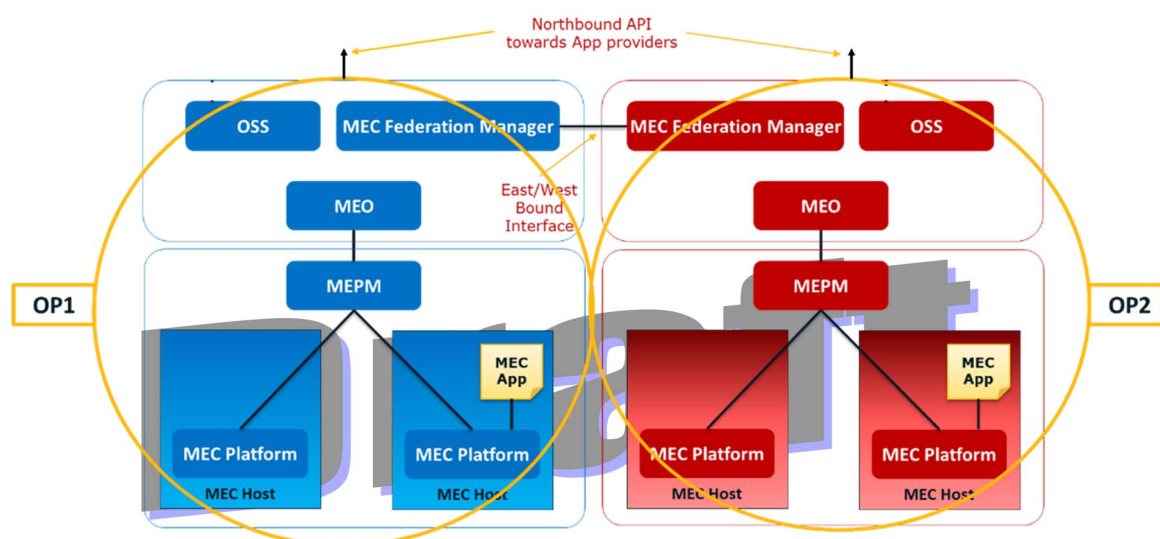 Northbound API
towards App providers
OSS
MEC Federation Manager
MEC Federation Manager
OSS
East/West
Bound
Interface
MEO
MEO
OP1
MEPM
MEPM
OP2
MEC
App
MEC
App
MEC Platform
MEC Platform
MEC Platform
MEC Platform
MEC Host
MEC Host
MEC Host
MEC Host
Draft